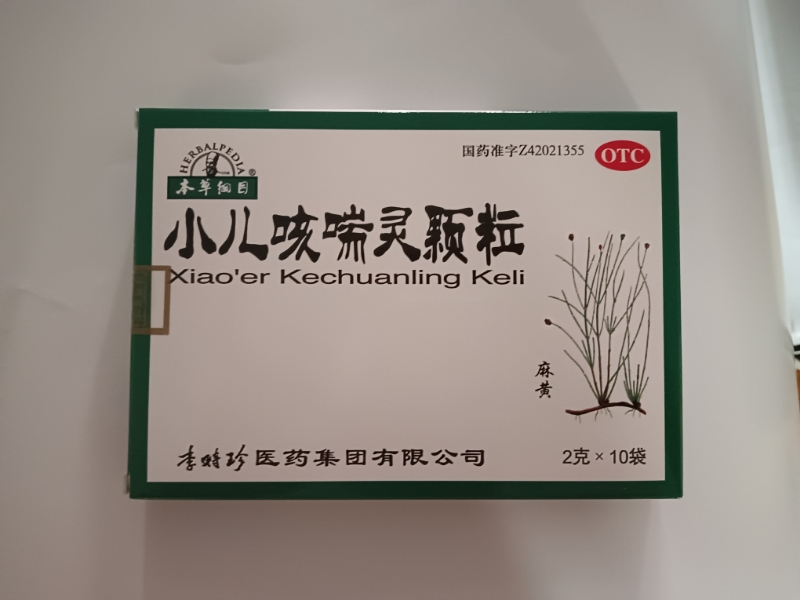 HERBALPEDIA
®
本草纲目
国药准字Z42021355
OTC
小儿咳喘灵颗粒
Xiao'er Kechuanling Keli
麻黄
李时珍医药集团有限公司
2克×10袋